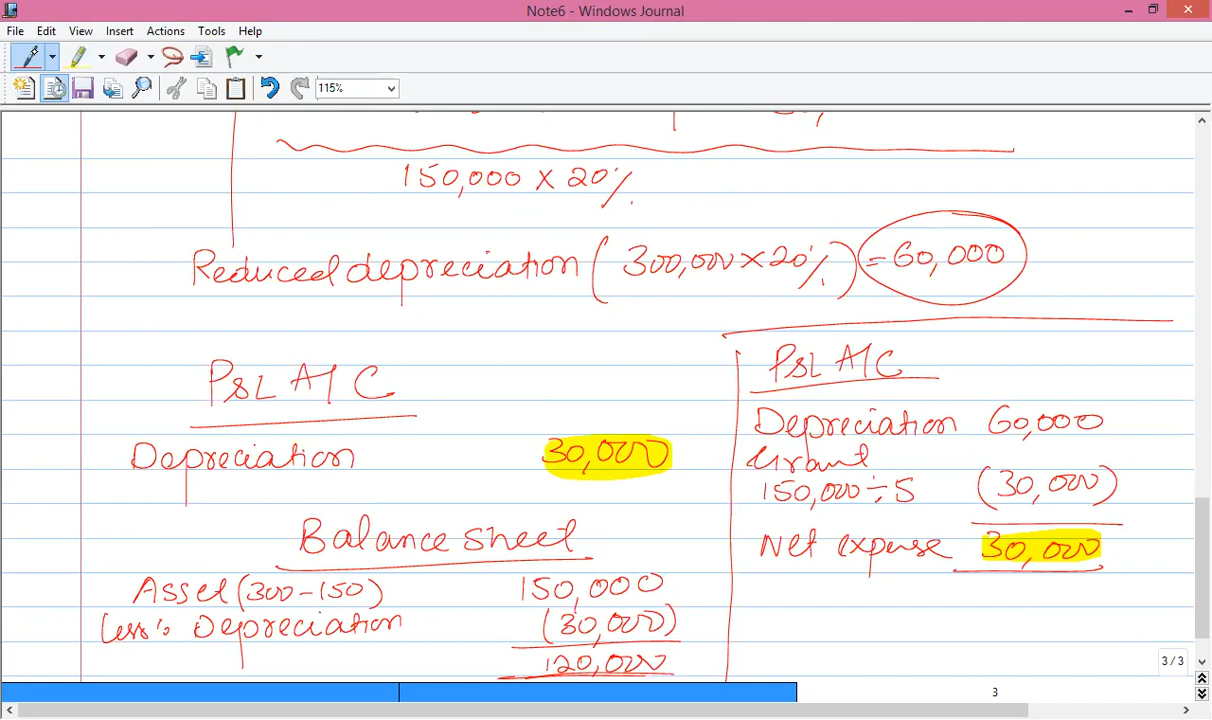 Note6 - Windows Journal
File Edit View Insert Actions Tools Help
115%
150,000 X 20%
Reduced depreciation (300,000 X 20%) = 60,000
P&L A/C
Depreciation 30,000
Balance sheet
Asset (300-150) 150,000
Less: Depreciation (30,000)
120,000
P&L A/C
Depreciation 60,000
Grant
150,000 ÷ 5 (30,000)
Net expense 30,000
3 / 3
3